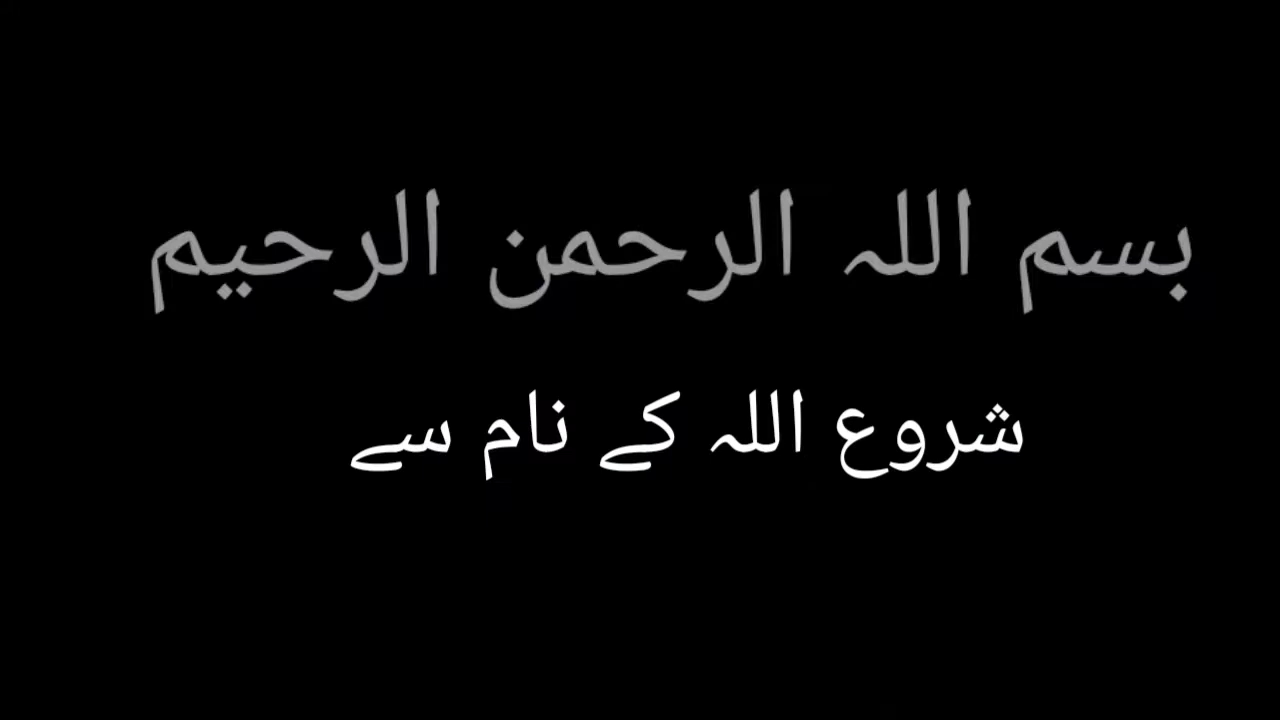 بسم اللہ الرحمن الرحیم
شروع اللہ کے نام سے